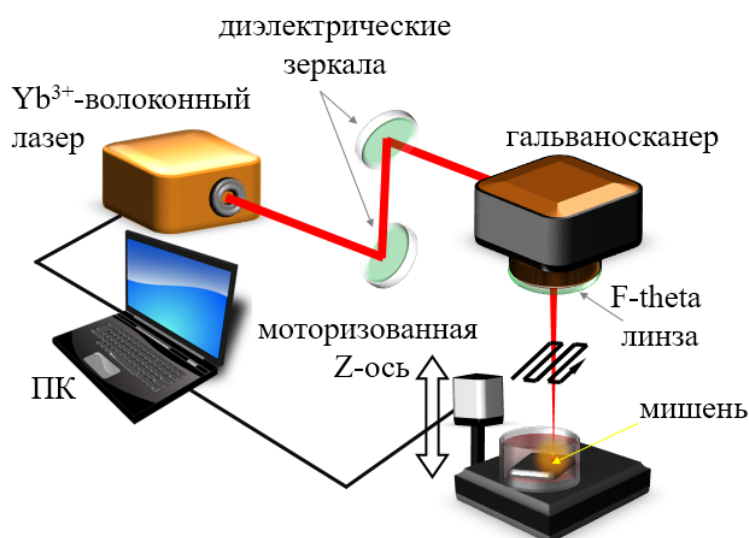 диэлектрические
зеркала
Yb³⁺-волоконный
лазер
гальваносканер
F-theta
линза
моторизованная
Z-ось
ПК
мишень